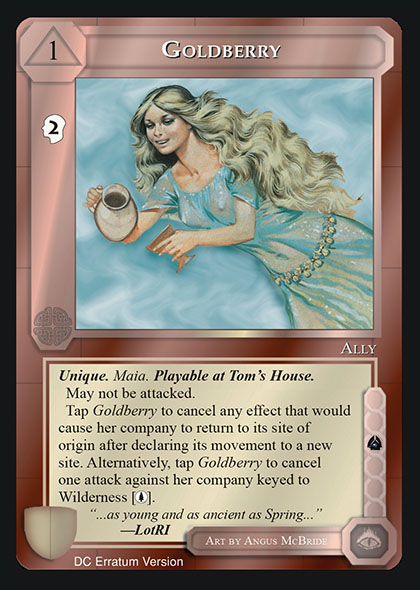 1
GOLDBERRY
2
ALLY
Unique. Maia. Playable at Tom's House.
May not be attacked.
Tap Goldberry to cancel any effect that would
cause her company to return to its site of
origin after declaring its movement to a new
site. Alternatively, tap Goldberry to cancel
one attack against her company keyed to
Wilderness [ ].
"...as young and as ancient as Spring..."
—LotRI
ART BY ANGUS MCBRIDE
DC Erratum Version